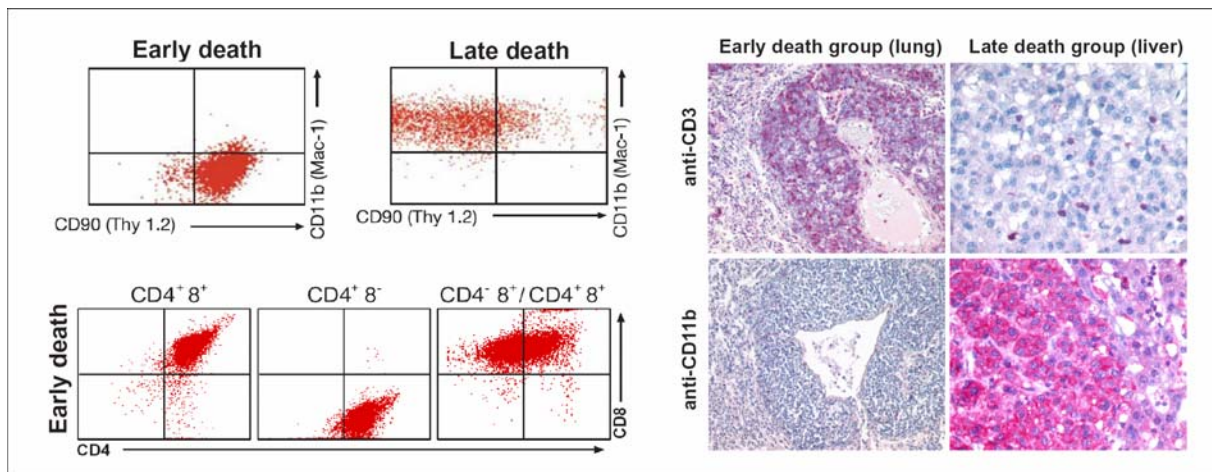 Early death
CD11b (Mac-1)
CD90 (Thy 1.2)
Late death
CD11b (Mac-1)
CD90 (Thy 1.2)
Early death
CD4⁺ 8⁺
CD4⁺ 8⁻
CD4⁻ 8⁺/ CD4⁺ 8⁺
CD8
CD4
Early death group (lung)
Late death group (liver)
anti-CD3
anti-CD11b